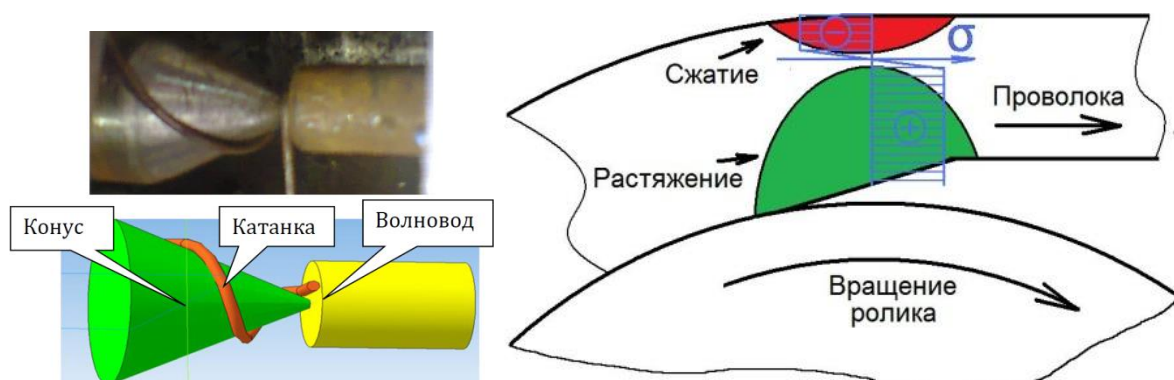 Конус
Катанка
Волновод
Сжатие
−
σ
Проволока
+
Растяжение
Вращение
ролика